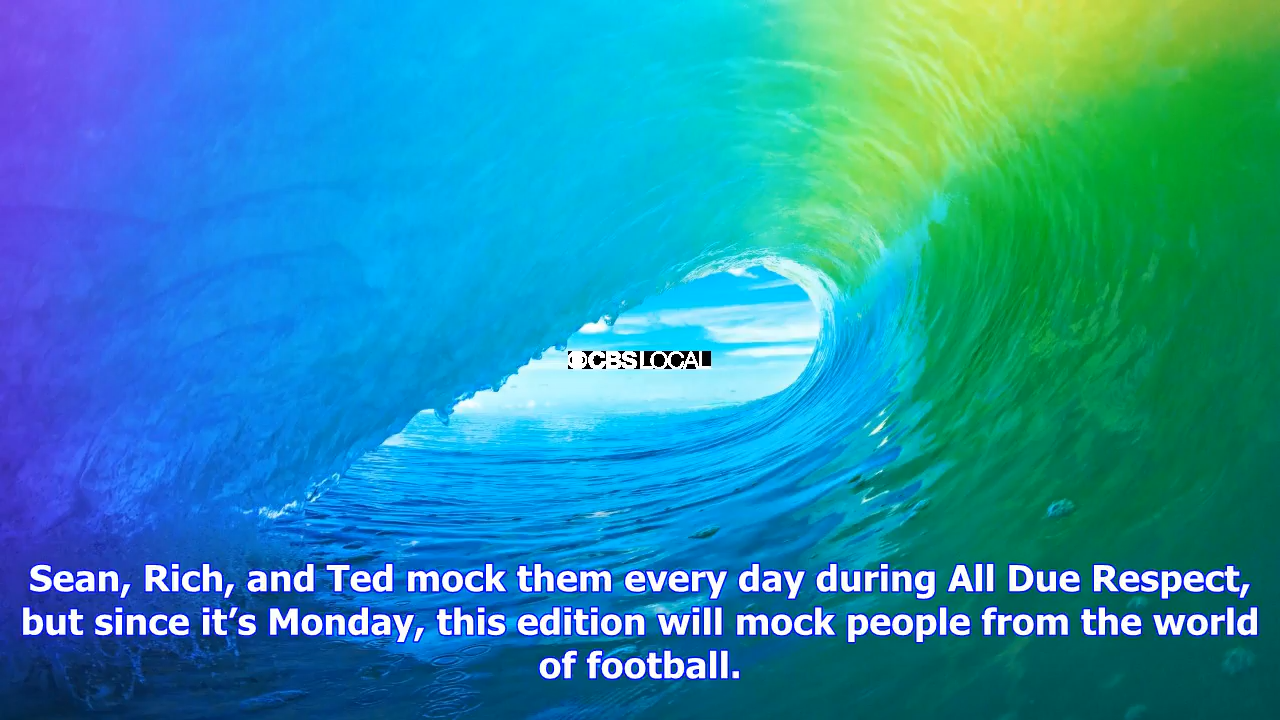 CBS LOCAL
Sean, Rich, and Ted mock them every day during All Due Respect,
but since it’s Monday, this edition will mock people from the world
of football.